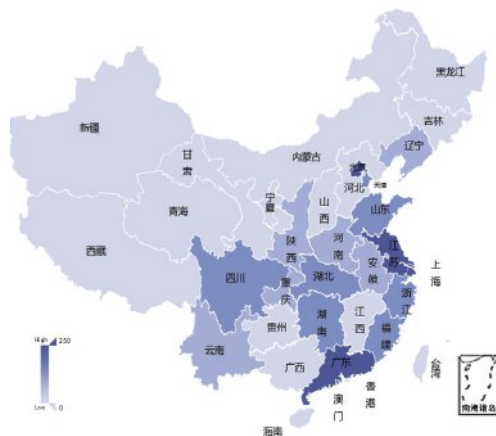 黑龙江
吉林
辽宁
新疆
内蒙古
甘肃
北京
天津
河北
山西
宁夏
青海
山东
陕西
河南
江苏
安徽
上海
西藏
四川
重庆
湖北
浙江
湖南
江西
福建
贵州
云南
广西
广东
台湾
香港
澳门
海南
南海诸岛
High
250
Low
0